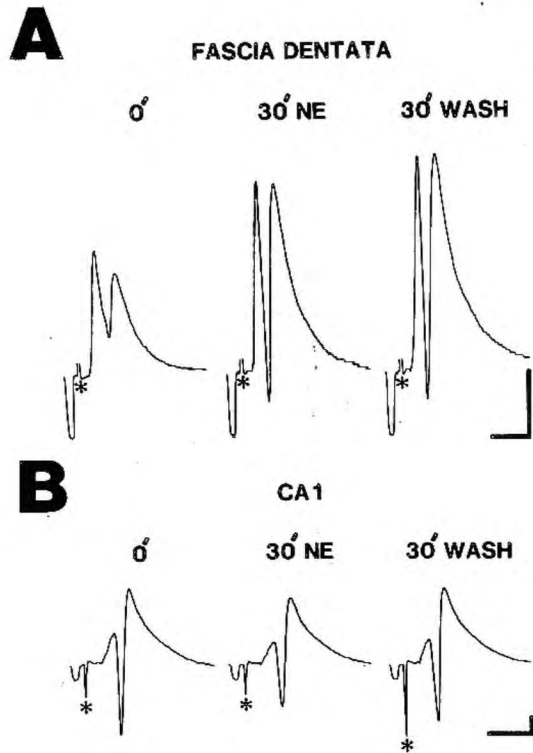 A
FASCIA DENTATA
0' 30' NE 30' WASH
*
*
*
B
CA1
0' 30' NE 30' WASH
*
*
*